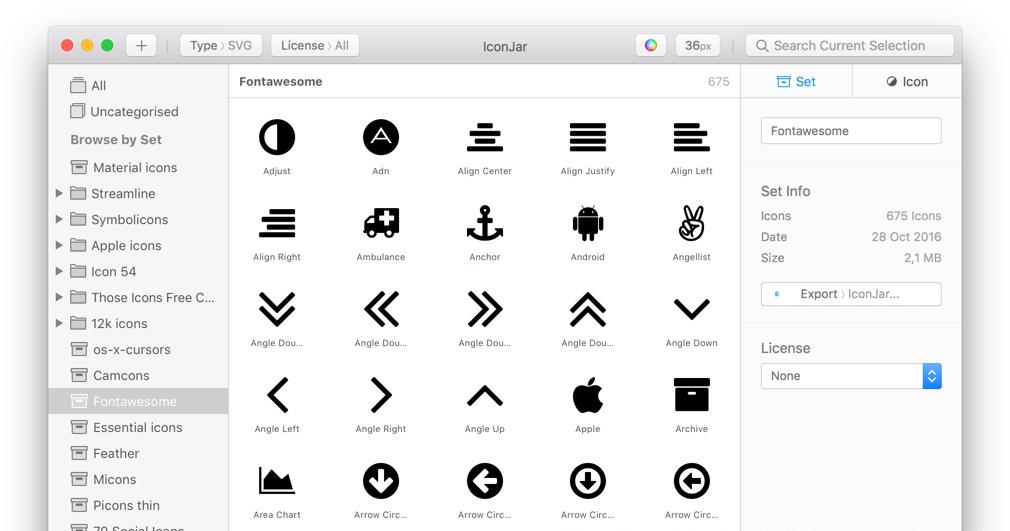 Type › SVG
License › All
IconJar
36px
Search Current Selection
All
Uncategorised
Browse by Set
Material icons
Streamline
Symbolicons
Apple icons
Icon 54
Those Icons Free C...
12k icons
os-x-cursors
Camcons
Fontawesome
Essential icons
Feather
Micons
Picons thin
Fontawesome 675
Adjust Adn Align Center Align Justify Align Left
Align Right Ambulance Anchor Android Angellist
Angle Dou... Angle Dou... Angle Dou... Angle Dou... Angle Down
Angle Left Angle Right Angle Up Apple Archive
Area Chart Arrow Circ... Arrow Circ... Arrow Circ... Arrow Circ...
Set Icon
Fontawesome
Set Info
Icons 675 Icons
Date 28 Oct 2016
Size 2,1 MB
Export › IconJar...
License
None